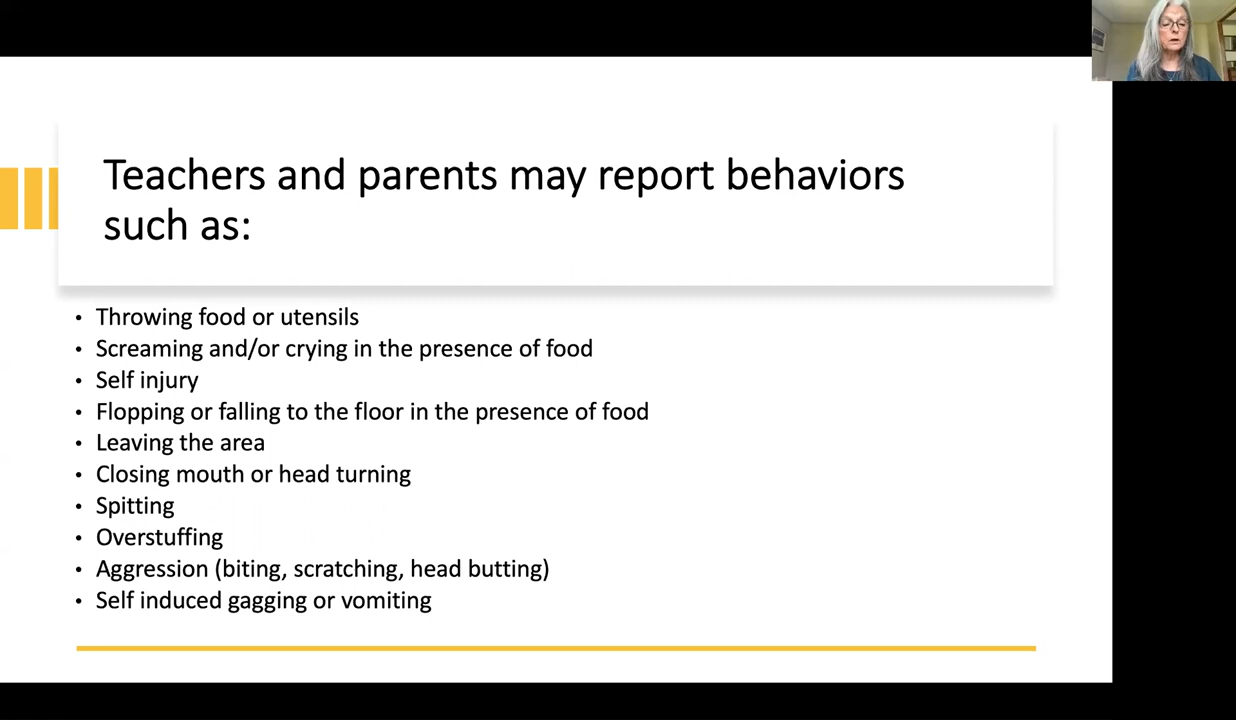 Teachers and parents may report behaviors
such as:
• Throwing food or utensils
• Screaming and/or crying in the presence of food
• Self injury
• Flopping or falling to the floor in the presence of food
• Leaving the area
• Closing mouth or head turning
• Spitting
• Overstuffing
• Aggression (biting, scratching, head butting)
• Self induced gagging or vomiting